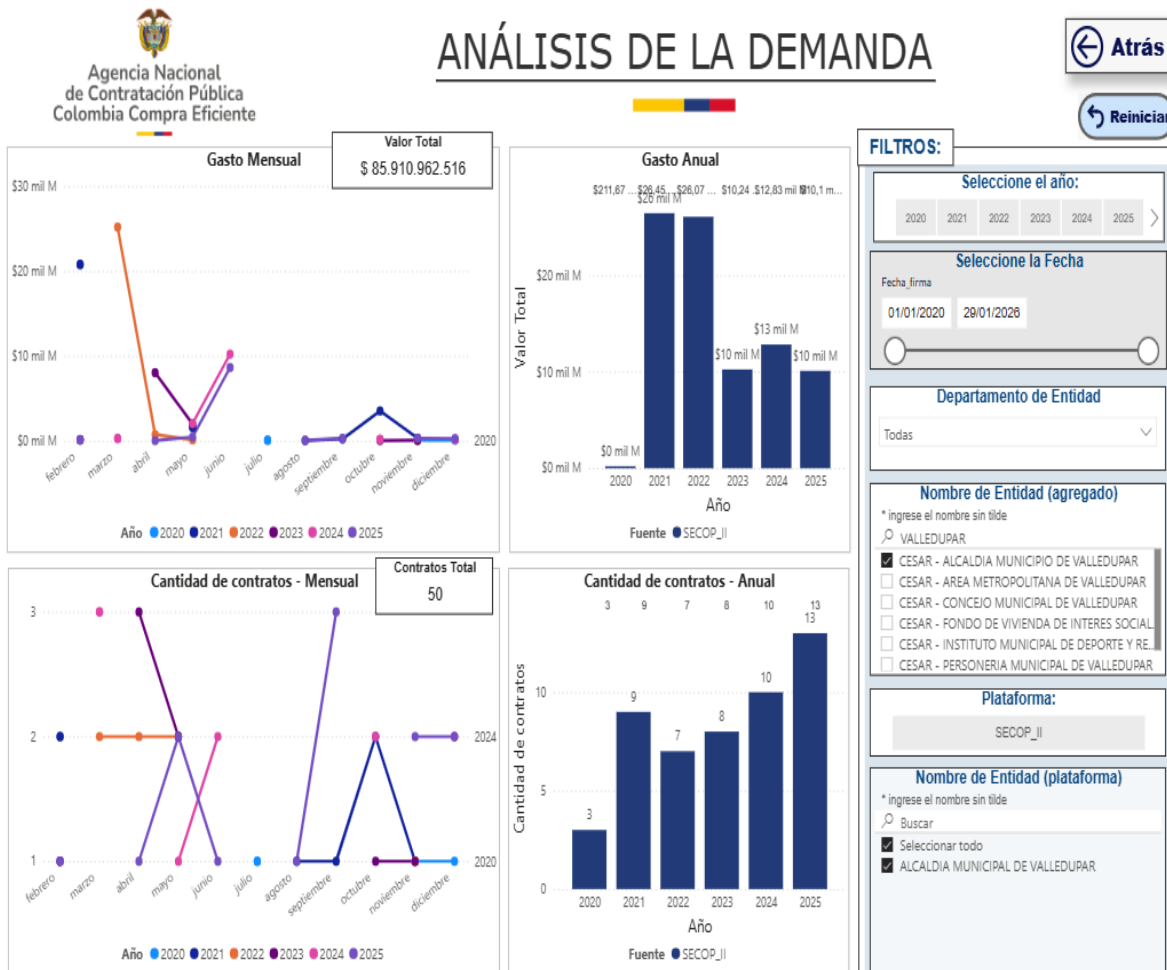 Agencia Nacional
de Contratación Pública
Colombia Compra Eficiente
ANÁLISIS DE LA DEMANDA
Atrás
Reiniciar
Gasto Mensual
Valor Total
$ 85.910.962.516
$30 mil M
$20 mil M
$10 mil M
$0 mil M
2020
febrero
marzo
abril
mayo
junio
julio
agosto
septiembre
octubre
noviembre
diciembre
Año 2020 2021 2022 2023 2024 2025
Gasto Anual
$211,67 ... $26,45... $26,07 ... $10,24 ... $12,83 mil M $10,1 m...
$26 mil M
$13 mil M
$10 mil M
$10 mil M
$0 mil M
Valor Total
$20 mil M
$10 mil M
$0 mil M
2020 2021 2022 2023 2024 2025
Año
Fuente SECOP_II
Cantidad de contratos - Mensual
Contratos Total
50
3
2
1
2024
2020
febrero
marzo
abril
mayo
junio
julio
agosto
septiembre
octubre
noviembre
diciembre
Año 2020 2021 2022 2023 2024 2025
Cantidad de contratos - Anual
3 9 7 8 10 13
13
10
9
8
7
3
Cantidad de contratos
10
5
0
2020 2021 2022 2023 2024 2025
Año
Fuente SECOP_II
FILTROS:
Seleccione el año:
2020 2021 2022 2023 2024 2025
Seleccione la Fecha
Fecha_firma
01/01/2020 29/01/2026
Departamento de Entidad
Todas
Nombre de Entidad (agregado)
* ingrese el nombre sin tilde
VALLEDUPAR
CESAR - ALCALDIA MUNICIPIO DE VALLEDUPAR
CESAR - AREA METROPOLITANA DE VALLEDUPAR
CESAR - CONCEJO MUNICIPAL DE VALLEDUPAR
CESAR - FONDO DE VIVIENDA DE INTERES SOCIAL...
CESAR - INSTITUTO MUNICIPAL DE DEPORTE Y RE...
CESAR - PERSONERIA MUNICIPAL DE VALLEDUPAR
Plataforma:
SECOP_II
Nombre de Entidad (plataforma)
* ingrese el nombre sin tilde
Buscar
Seleccionar todo
ALCALDIA MUNICIPAL DE VALLEDUPAR